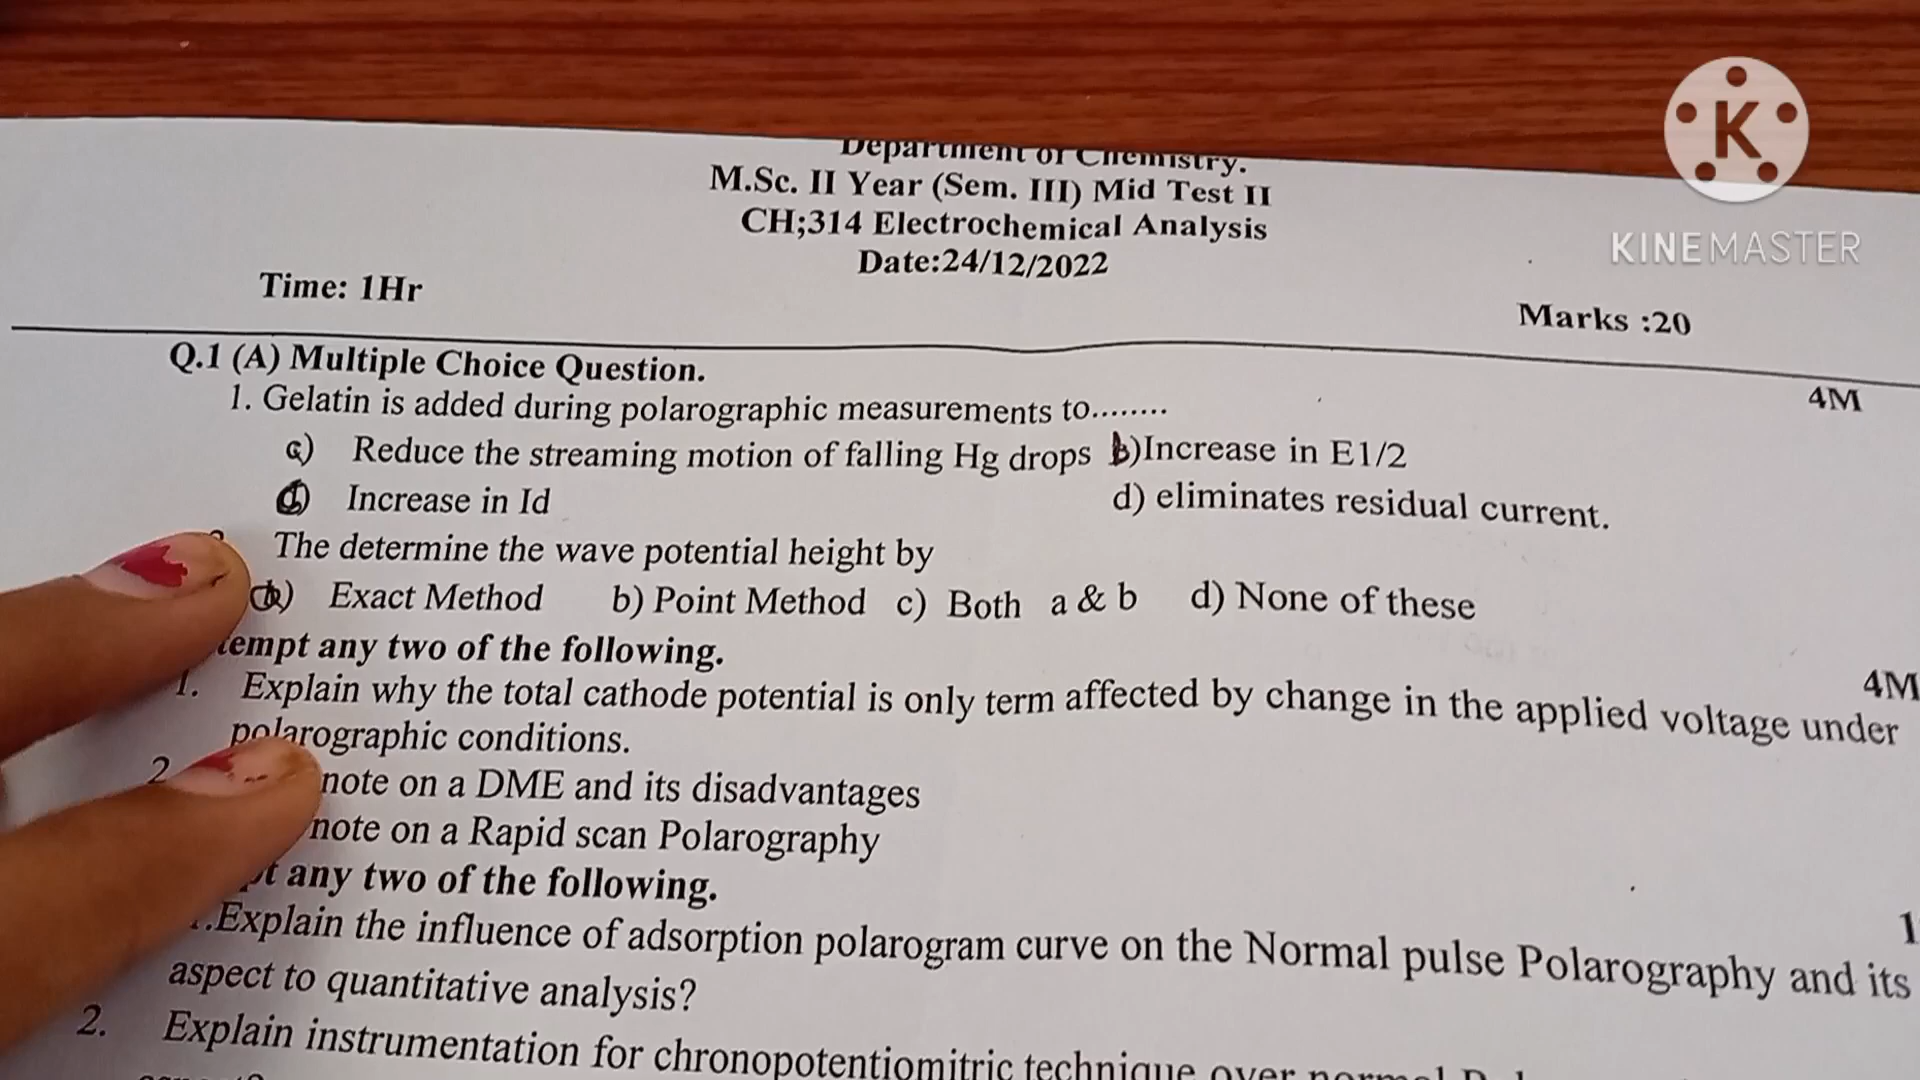 Department of Chemistry.
M.Sc. II Year (Sem. III) Mid Test II
CH;314 Electrochemical Analysis
Date:24/12/2022
Time: 1Hr
Marks :20
K
KINEMASTER
Q.1 (A) Multiple Choice Question.
4M
1. Gelatin is added during polarographic measurements to........
a) Reduce the streaming motion of falling Hg drops b)Increase in E1/2
Increase in Id d) eliminates residual current.
The determine the wave potential height by
Exact Method b) Point Method c) Both a & b d) None of these
tempt any two of the following.
4M
1. Explain why the total cathode potential is only term affected by change in the applied voltage under
polarographic conditions.
2 note on a DME and its disadvantages
note on a Rapid scan Polarography
pt any two of the following.
1
.Explain the influence of adsorption polarogram curve on the Normal pulse Polarography and its
aspect to quantitative analysis?
2. Explain instrumentation for chronopotentiomitric technique over normal